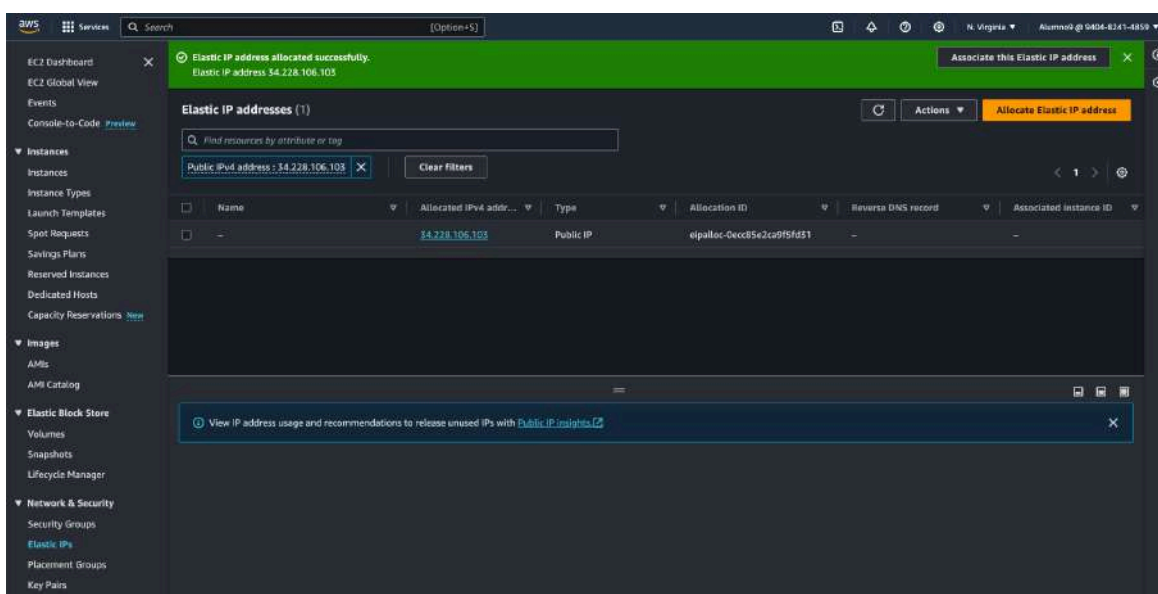 aws Services Search [Option+S] N. Virginia Alumno9 @ 9404-8241-4859
EC2 Dashboard
EC2 Global View
Events
Console-to-Code Preview
Instances
Instances
Instance Types
Launch Templates
Spot Requests
Savings Plans
Reserved Instances
Dedicated Hosts
Capacity Reservations New
Images
AMIs
AMI Catalog
Elastic Block Store
Volumes
Snapshots
Lifecycle Manager
Network & Security
Security Groups
Elastic IPs
Placement Groups
Key Pairs
Elastic IP address allocated successfully.
Elastic IP address 34.228.106.103
Associate this Elastic IP address
Elastic IP addresses (1)
Actions
Allocate Elastic IP address
Find resources by attribute or tag
Public IPv4 address : 34.228.106.103
Clear filters
1
Name Allocated IPv4 addr... Type Allocation ID Reverse DNS record Associated instance ID
– 34.228.106.103 Public IP eipalloc-0ecc85e2ca9f5fd31 – –
View IP address usage and recommendations to release unused IPs with Public IP insights